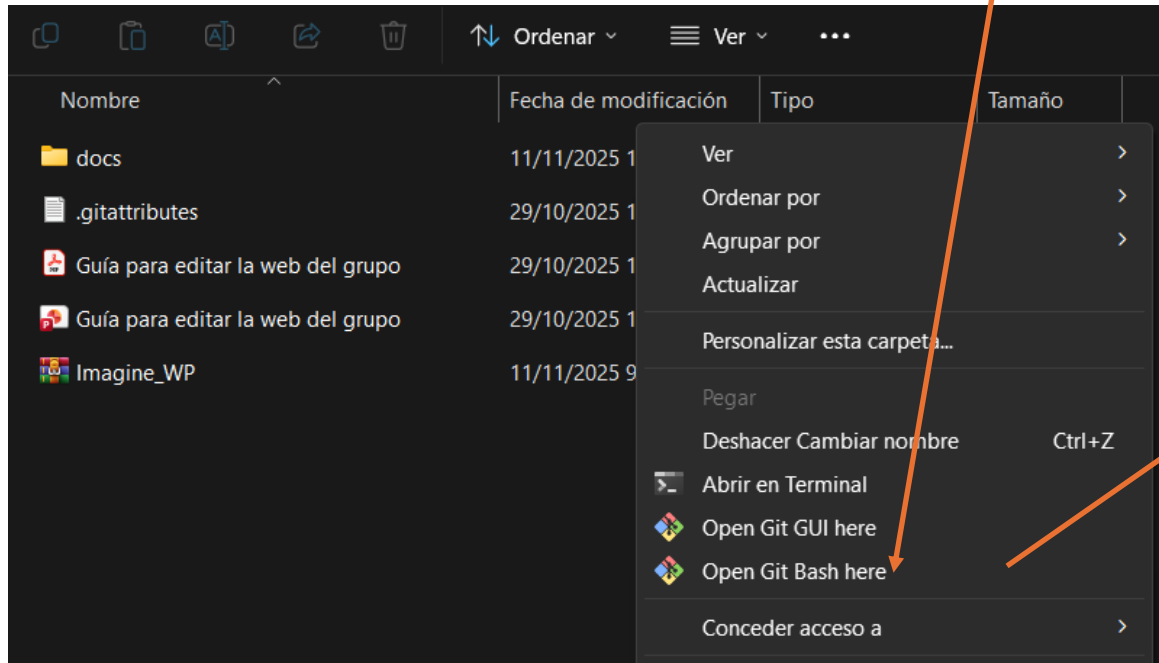 Ordenar Ver
Nombre Fecha de modificación Tipo Tamaño
docs 11/11/2025 1
.gitattributes 29/10/2025 1
Guía para editar la web del grupo 29/10/2025 1
Guía para editar la web del grupo 29/10/2025 1
Imagine_WP 11/11/2025 9
Ver
Ordenar por
Agrupar por
Actualizar
Personalizar esta carpeta...
Pegar
Deshacer Cambiar nombre Ctrl+Z
Abrir en Terminal
Open Git GUI here
Open Git Bash here
Conceder acceso a